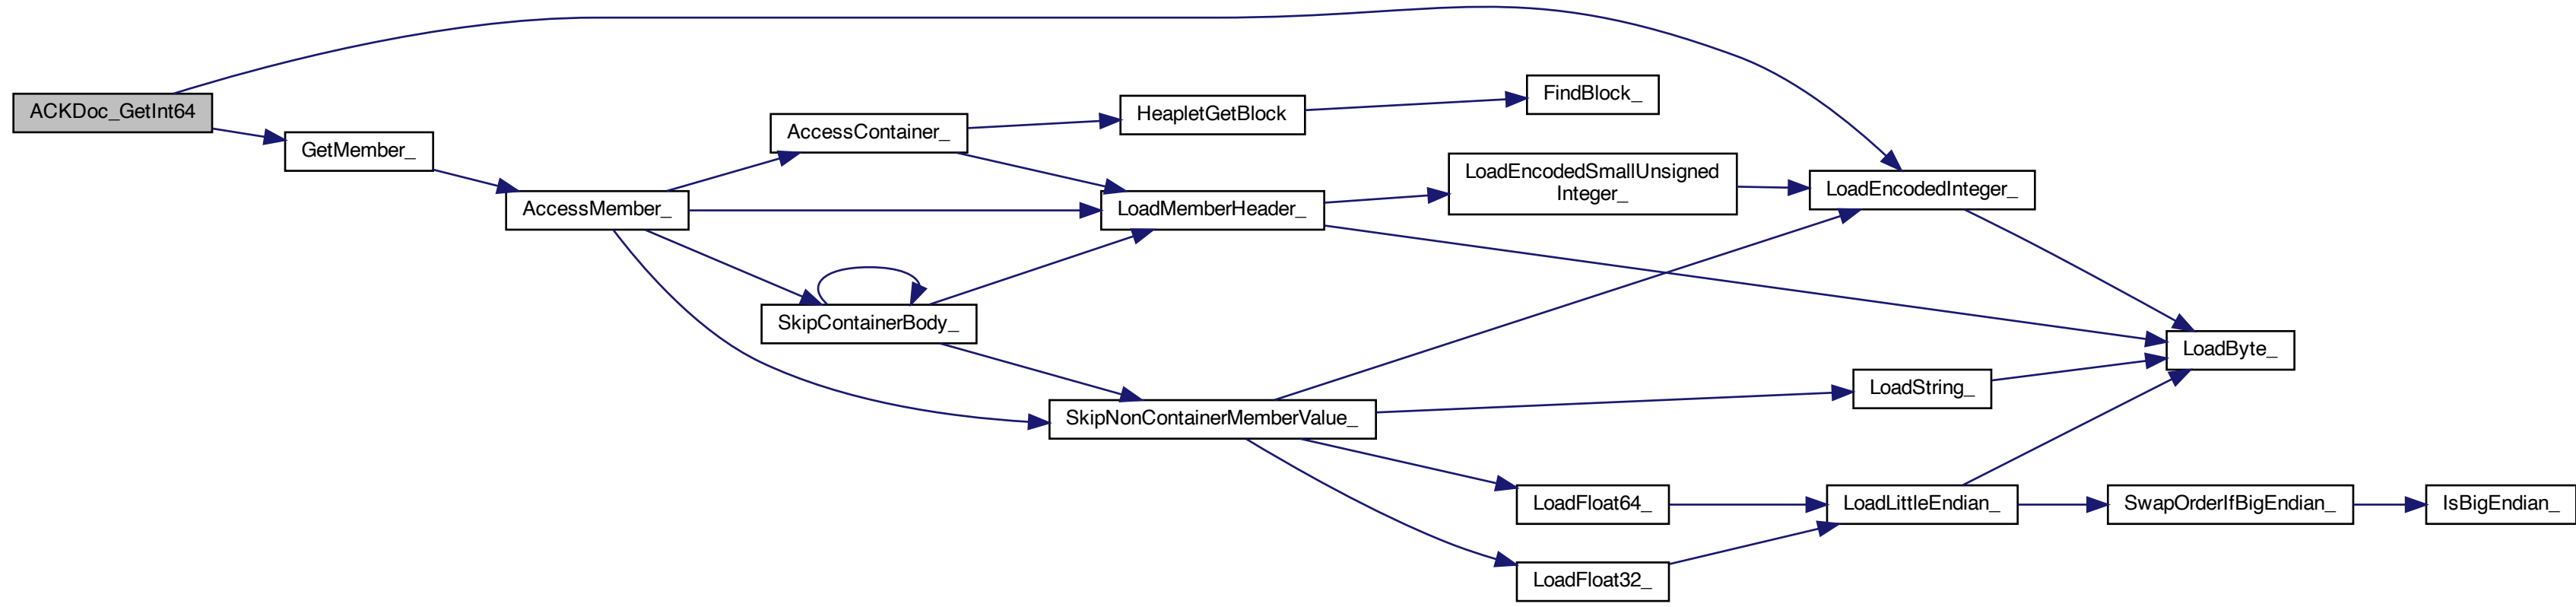 ACKDoc_GetInt64
GetMember_
AccessMember_
AccessContainer_
HeapletGetBlock
FindBlock_
LoadMemberHeader_
LoadEncodedSmallUnsigned
Integer_
LoadEncodedInteger_
LoadByte_
SkipContainerBody_
SkipNonContainerMemberValue_
LoadString_
LoadFloat64_
LoadLittleEndian_
SwapOrderIfBigEndian_
IsBigEndian_
LoadFloat32_